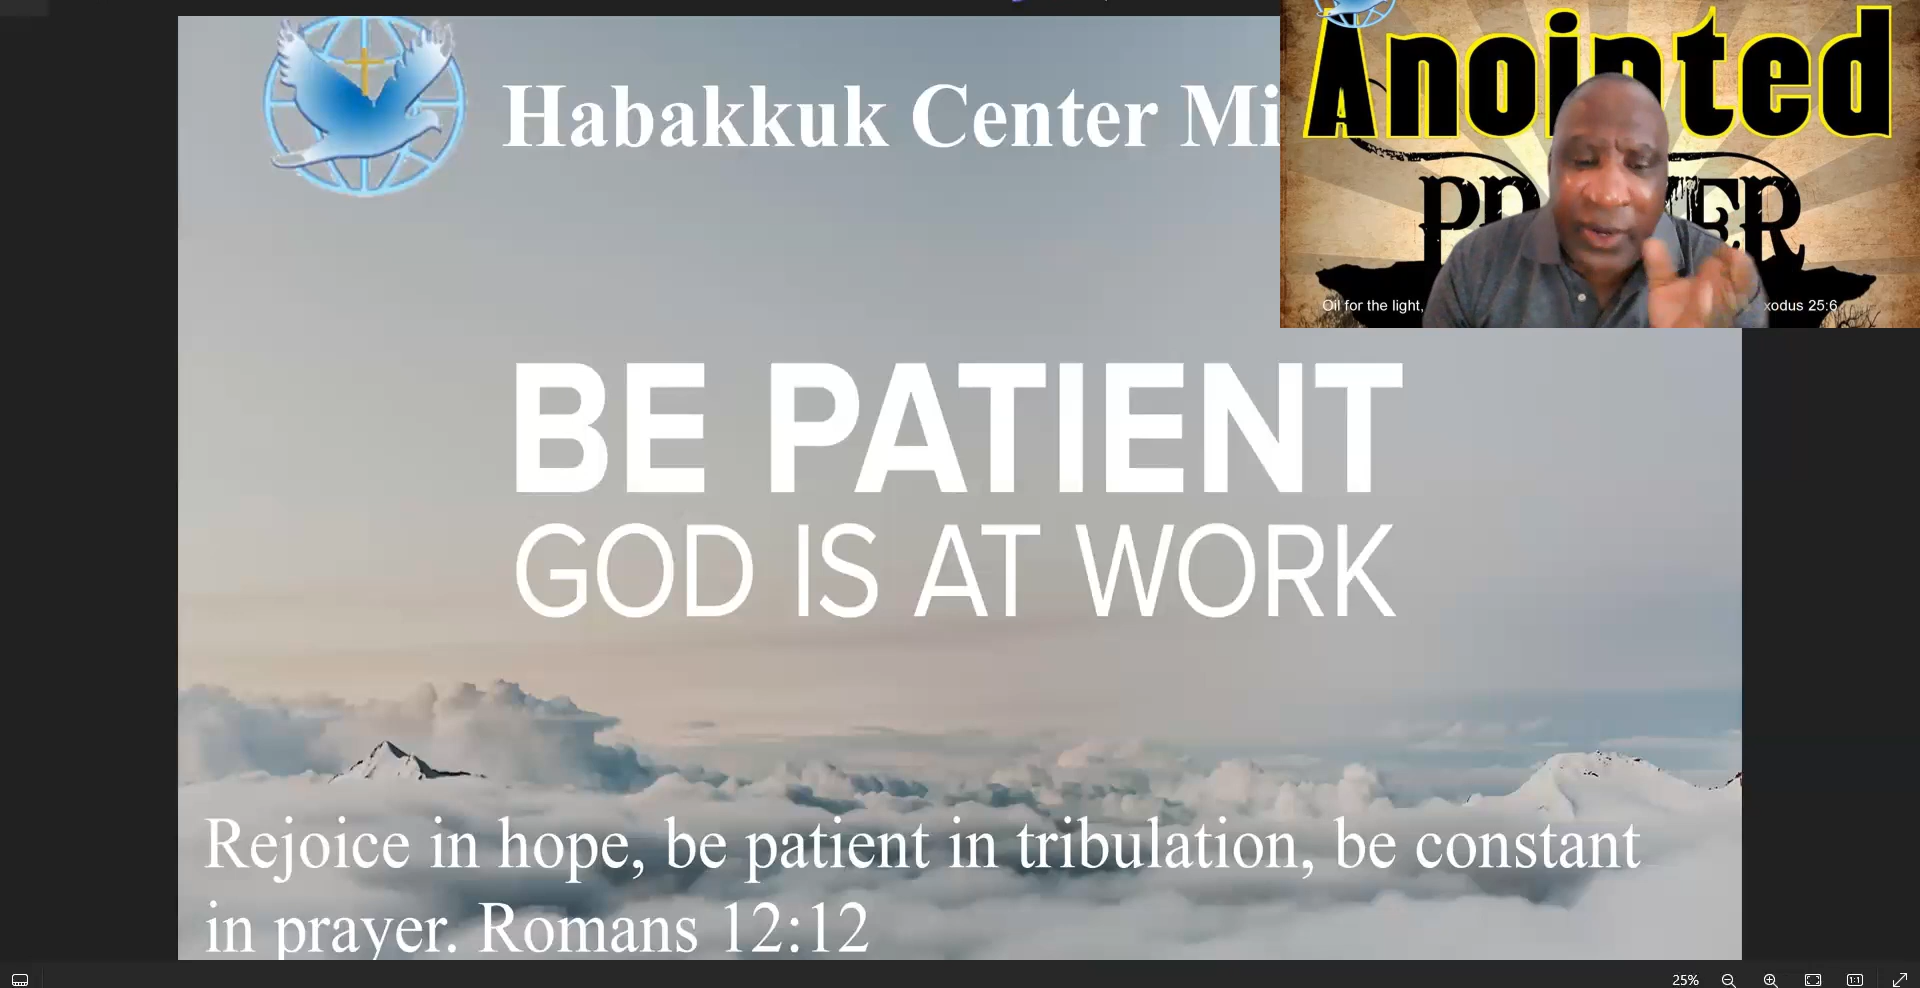 Habakkuk Center Mi
Anointed
Oil for the light,
xodus 25:6
BE PATIENT
GOD IS AT WORK
Rejoice in hope, be patient in tribulation, be constant
in prayer. Romans 12:12
25%